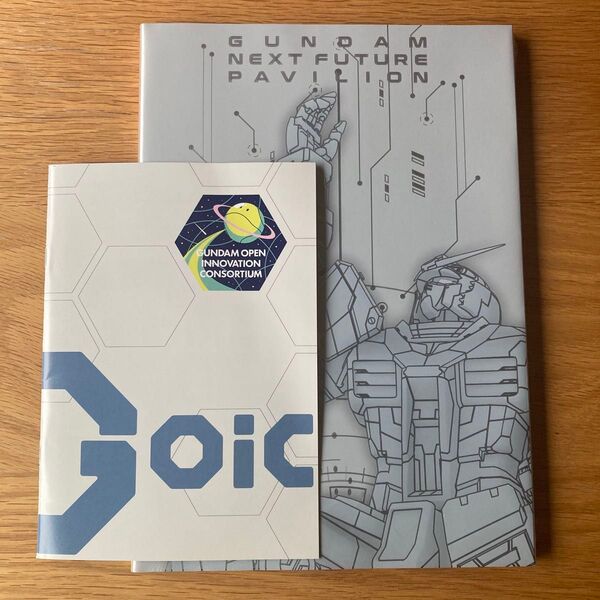 GUNDAM
NEXT FUTURE
PAVILION
GUNDAM OPEN
INNOVATION
CONSORTIUM
GOIC